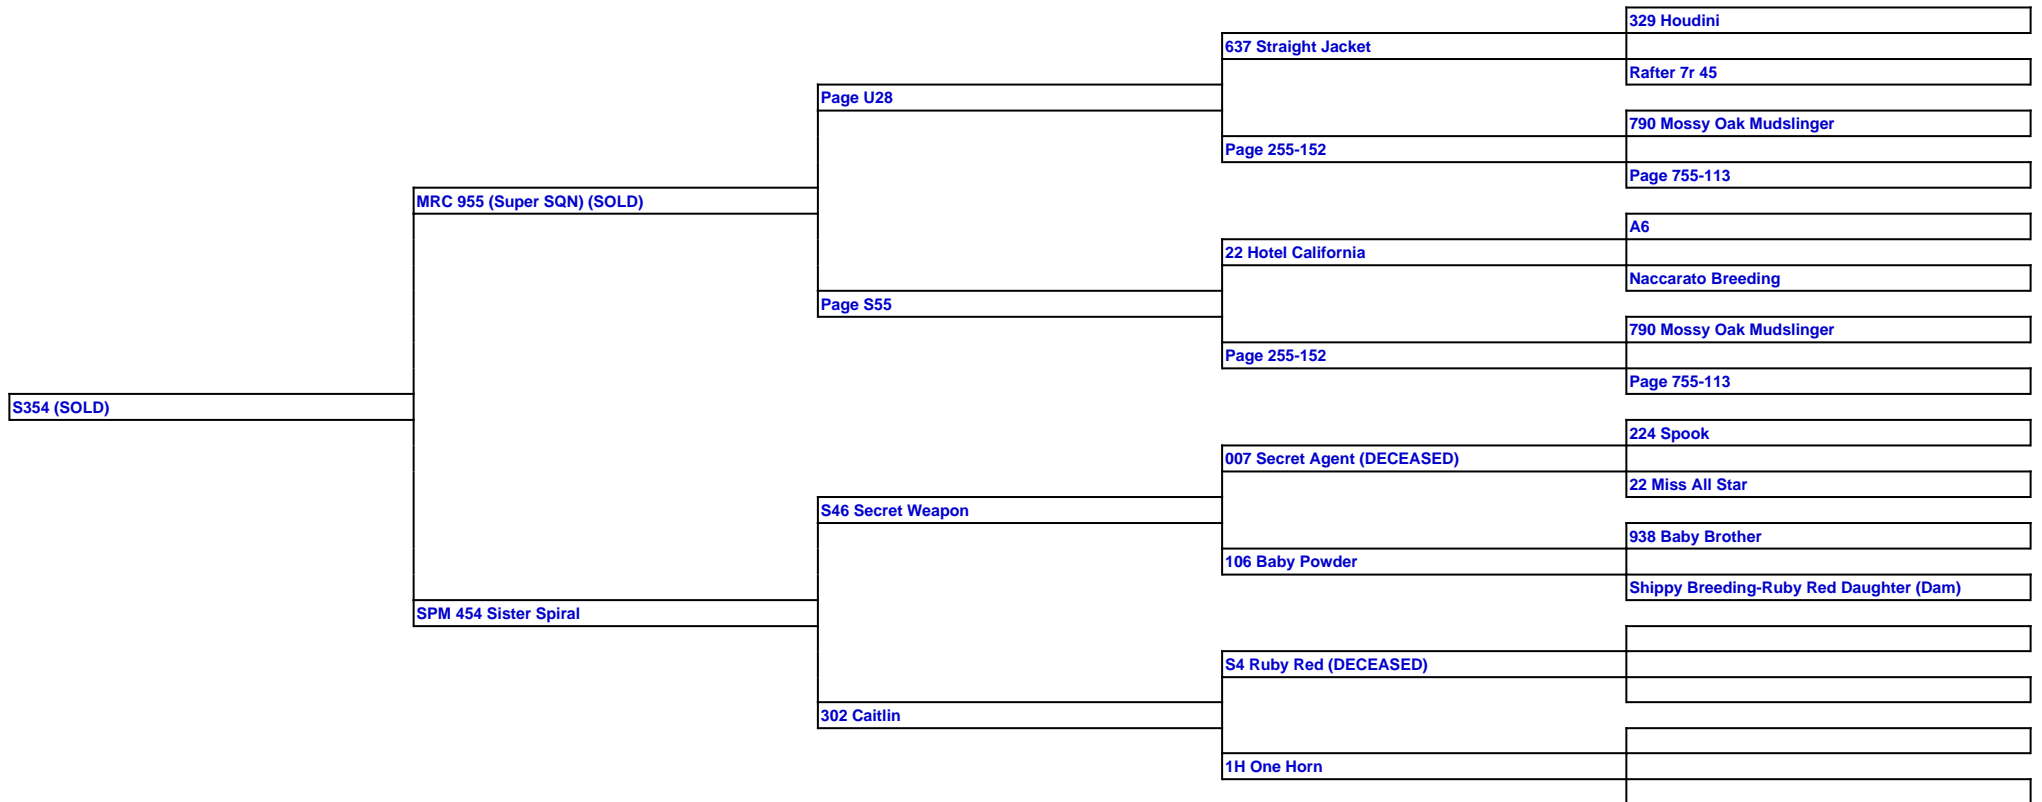 329 Houdini
637 Straight Jacket
Rafter 7r 45
Page U28
790 Mossy Oak Mudslinger
Page 255-152
Page 755-113
MRC 955 (Super SQN) (SOLD)
A6
22 Hotel California
Naccarato Breeding
Page S55
790 Mossy Oak Mudslinger
Page 255-152
Page 755-113
S354 (SOLD)
224 Spook
007 Secret Agent (DECEASED)
22 Miss All Star
S46 Secret Weapon
938 Baby Brother
106 Baby Powder
Shippy Breeding-Ruby Red Daughter (Dam)
SPM 454 Sister Spiral
S4 Ruby Red (DECEASED)
302 Caitlin
1H One Horn